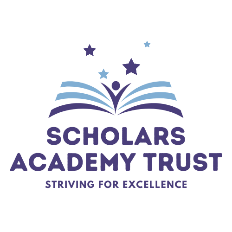 SCHOLARS
ACADEMY TRUST
STRIVING FOR EXCELLENCE